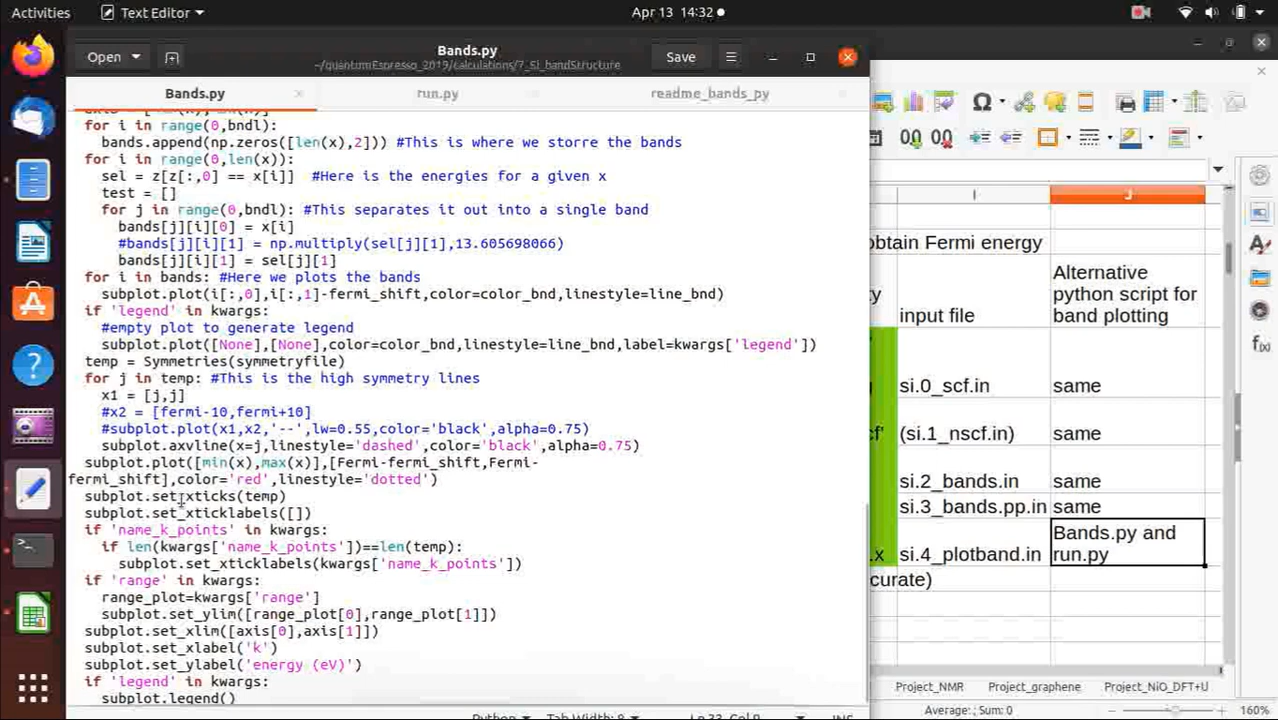 Activities
Text Editor
Apr 13 14:32
Open
Bands.py
~/quantumEspresso_2019/calculations/7_Si_bandStructure
Save
Bands.py
run.py
readme_bands_py
for i in range(0,bndl):
bands.append(np.zeros([len(x),2])) #This is where we storre the bands
for i in range(0,len(x)):
sel = z[z[:,0] == x[i]]  #Here is the energies for a given x
test = []
for j in range(0,bndl): #This separates it out into a single band
bands[j][i][0] = x[i]
#bands[j][i][1] = np.multiply(sel[j][1],13.605698066)
bands[j][i][1] = sel[j][1]
for i in bands: #Here we plots the bands
subplot.plot(i[:,0],i[:,1]-fermi_shift,color=color_bnd,linestyle=line_bnd)
if 'legend' in kwargs:
#empty plot to generate legend
subplot.plot([None],[None],color=color_bnd,linestyle=line_bnd,label=kwargs['legend'])
temp = Symmetries(symmetryfile)
for j in temp: #This is the high symmetry lines
x1 = [j,j]
#x2 = [fermi-10,fermi+10]
#subplot.plot(x1,x2,'--',lw=0.55,color='black',alpha=0.75)
subplot.axvline(x=j,linestyle='dashed',color='black',alpha=0.75)
subplot.plot([min(x),max(x)],[Fermi-fermi_shift,Fermi-
fermi_shift],color='red',linestyle='dotted')
subplot.set_xticks(temp)
subplot.set_xticklabels([])
if 'name_k_points' in kwargs:
if len(kwargs['name_k_points'])==len(temp):
subplot.set_xticklabels(kwargs['name_k_points'])
if 'range' in kwargs:
range_plot=kwargs['range']
subplot.set_ylim([range_plot[0],range_plot[1]])
subplot.set_xlim([axis[0],axis[1]])
subplot.set_xlabel('k')
subplot.set_ylabel('energy (eV)')
if 'legend' in kwargs:
subplot.legend()
I
J
obtain Fermi energy
input file
Alternative
python script for
band plotting
si.0_scf.in
same
(si.1_nscf.in)
same
si.2_bands.in
same
si.3_bands.pp.in
same
si.4_plotband.in
Bands.py and
run.py
Project_NMR
Project_graphene
Project_NiO_DFT+U
Average: ; Sum: 0
160%